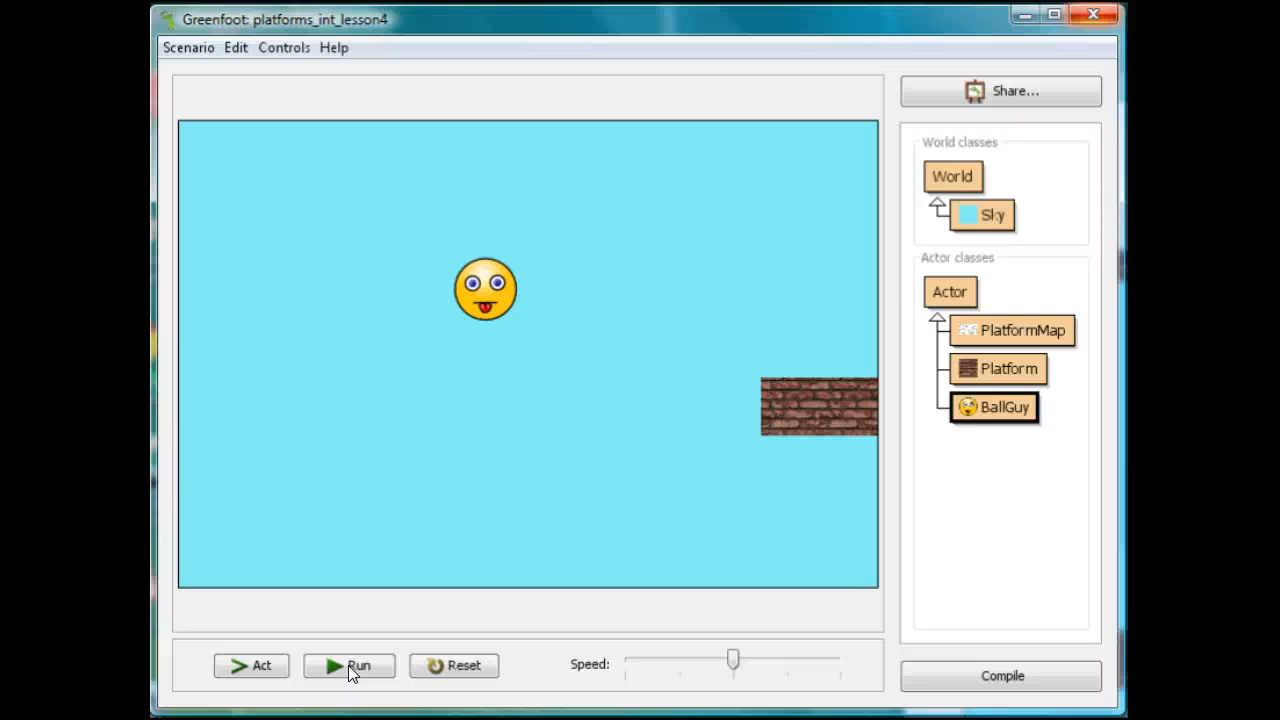 Greenfoot: platforms_int_lesson4
Scenario Edit Controls Help
Share...
World classes
World
Sky
Actor classes
Actor
PlatformMap
Platform
BallGuy
Act
Run
Reset
Speed:
Compile